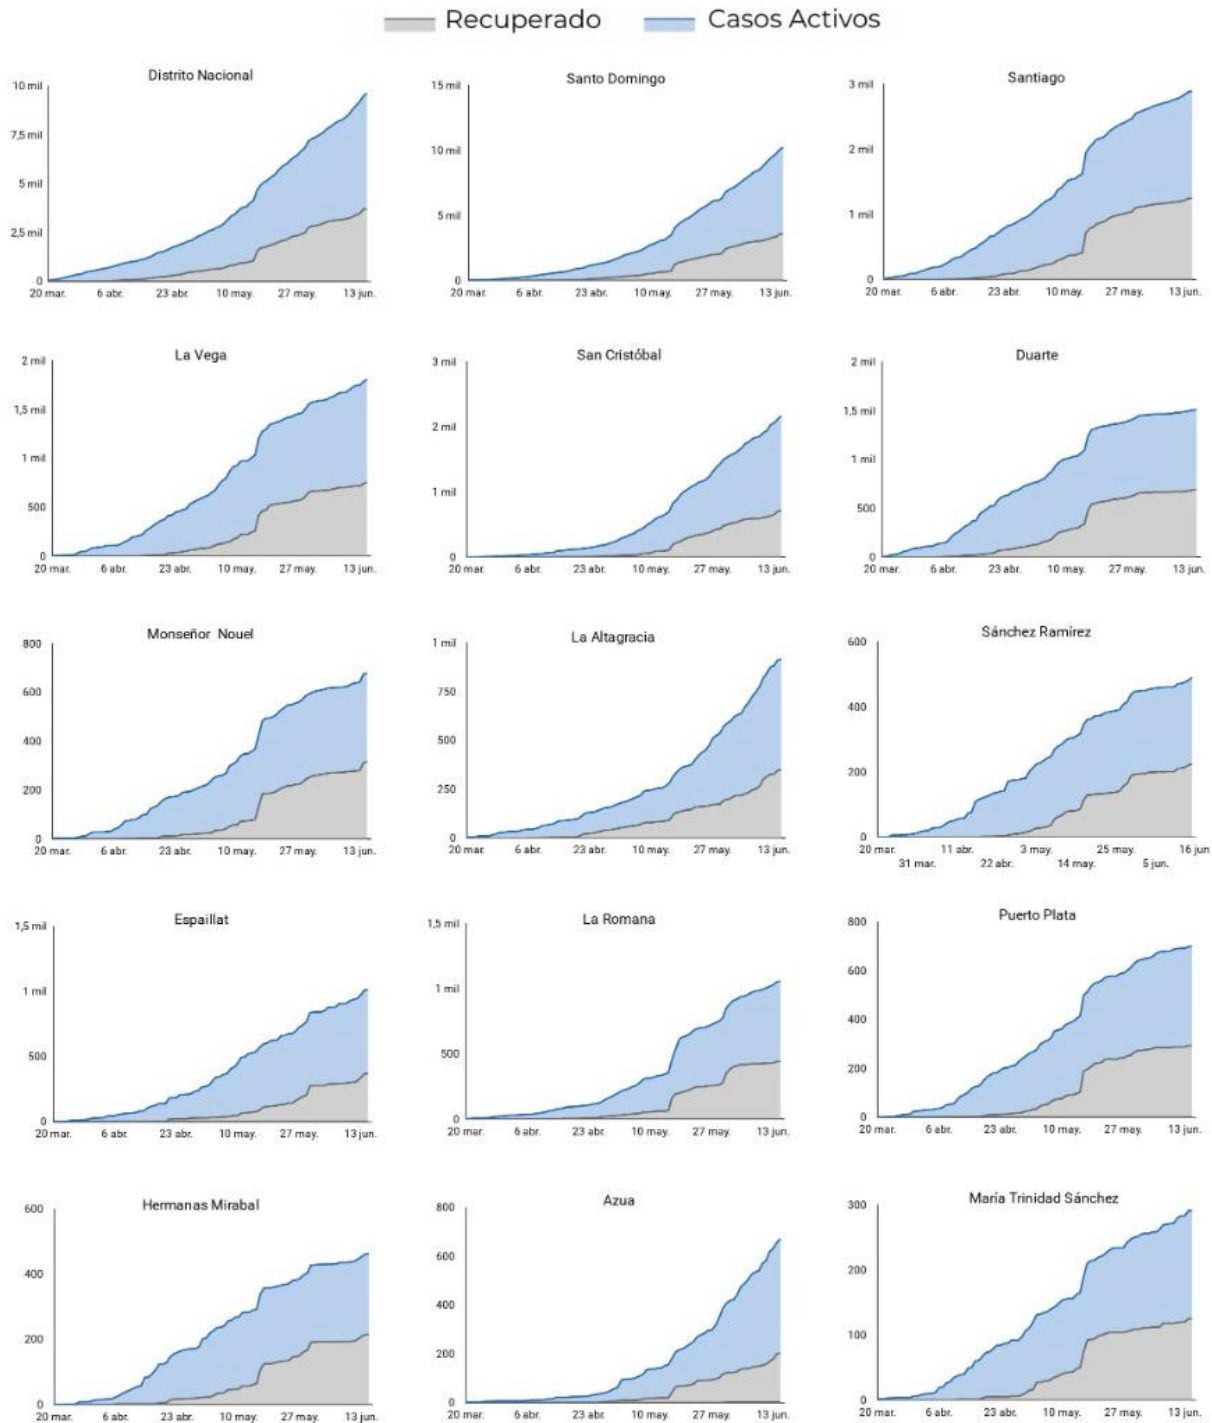 Recuperado Casos Activos
Distrito Nacional
10 mil
7,5 mil
5 mil
2,5 mil
0
20 mar. 6 abr. 23 abr. 10 may. 27 may. 13 jun.
Santo Domingo
15 mil
10 mil
5 mil
0
20 mar. 6 abr. 23 abr. 10 may. 27 may. 13 jun.
Santiago
3 mil
2 mil
1 mil
0
20 mar. 6 abr. 23 abr. 10 may. 27 may. 13 jun.
La Vega
2 mil
1,5 mil
1 mil
500
0
20 mar. 6 abr. 23 abr. 10 may. 27 may. 13 jun.
San Cristóbal
3 mil
2 mil
1 mil
0
20 mar. 6 abr. 23 abr. 10 may. 27 may. 13 jun.
Duarte
2 mil
1,5 mil
1 mil
500
0
20 mar. 6 abr. 23 abr. 10 may. 27 may. 13 jun.
Monseñor Nouel
800
600
400
200
0
20 mar. 6 abr. 23 abr. 10 may. 27 may. 13 jun.
La Altagracia
1 mil
750
500
250
0
20 mar. 6 abr. 23 abr. 10 may. 27 may. 13 jun.
Sánchez Ramírez
600
400
200
0
20 mar. 11 abr. 3 may. 25 may. 16 jun
31 mar. 22 abr. 14 may. 5 jun.
Espaillat
1,5 mil
1 mil
500
0
20 mar. 6 abr. 23 abr. 10 may. 27 may. 13 jun.
La Romana
1,5 mil
1 mil
500
0
20 mar. 6 abr. 23 abr. 10 may. 27 may. 13 jun.
Puerto Plata
800
600
400
200
0
20 mar. 6 abr. 23 abr. 10 may. 27 may. 13 jun.
Hermanas Mirabal
600
400
200
0
20 mar. 6 abr. 23 abr. 10 may. 27 may. 13 jun.
Azua
800
600
400
200
0
20 mar. 6 abr. 23 abr. 10 may. 27 may. 13 jun.
María Trinidad Sánchez
300
200
100
0
20 mar. 6 abr. 23 abr. 10 may. 27 may. 13 jun.